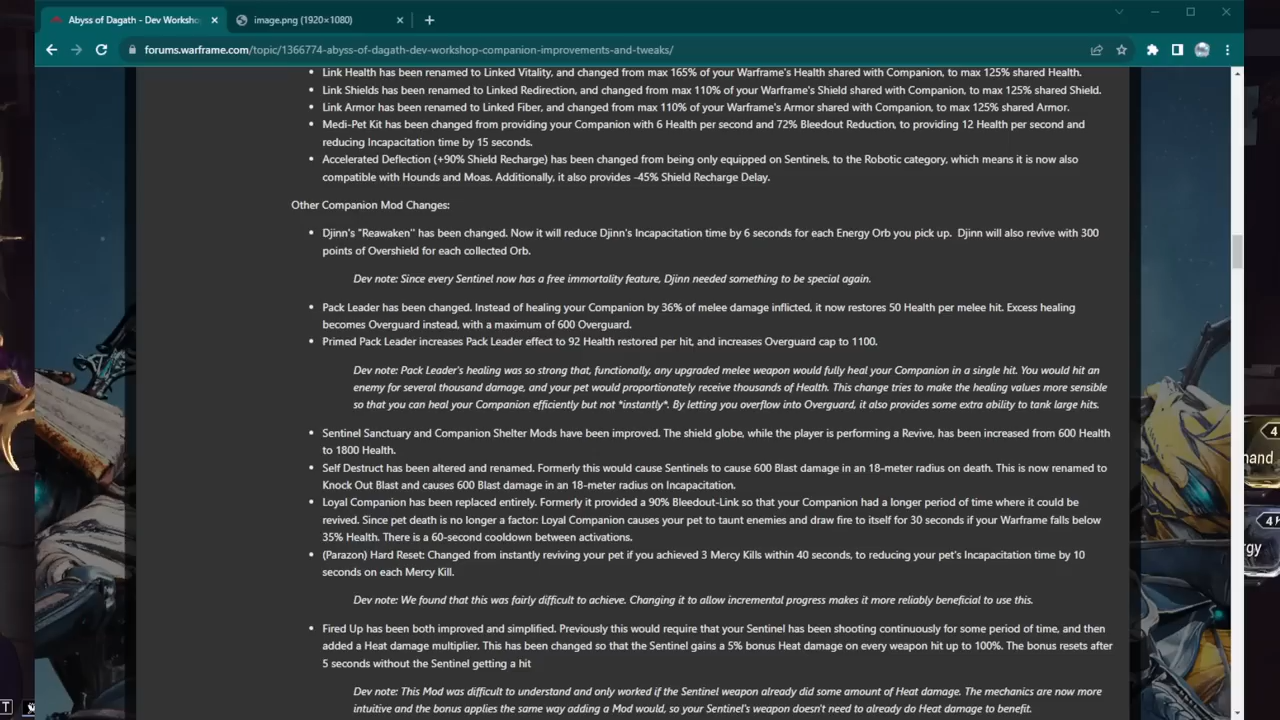 Abyss of Dagath - Dev Worksho
image.png (1920×1080)
forums.warframe.com/topic/1366774-abyss-of-dagath-dev-workshop-companion-improvements-and-tweaks/
Link Health has been renamed to Linked Vitality, and changed from max 165% of your Warframe's Health shared with Companion, to max 125% shared Health.
Link Shields has been renamed to Linked Redirection, and changed from max 110% of your Warframe's Shield shared with Companion, to max 125% shared Shield.
Link Armor has been renamed to Linked Fiber, and changed from max 110% of your Warframe's Armor shared with Companion, to max 125% shared Armor.
Medi-Pet Kit has been changed from providing your Companion with 6 Health per second and 72% Bleedout Reduction, to providing 12 Health per second and
reducing Incapacitation time by 15 seconds.
Accelerated Deflection (+90% Shield Recharge) has been changed from being only equipped on Sentinels, to the Robotic category, which means it is now also
compatible with Hounds and Moas. Additionally, it also provides -45% Shield Recharge Delay.
Other Companion Mod Changes:
Djinn's "Reawaken" has been changed. Now it will reduce Djinn's Incapacitation time by 6 seconds for each Energy Orb you pick up. Djinn will also revive with 300
points of Overshield for each collected Orb.
Dev note: Since every Sentinel now has a free immortality feature, Djinn needed something to be special again.
Pack Leader has been changed. Instead of healing your Companion by 36% of melee damage inflicted, it now restores 50 Health per melee hit. Excess healing
becomes Overguard instead, with a maximum of 600 Overguard.
Primed Pack Leader increases Pack Leader effect to 92 Health restored per hit, and increases Overguard cap to 1100.
Dev note: Pack Leader's healing was so strong that, functionally, any upgraded melee weapon would fully heal your Companion in a single hit. You would hit an
enemy for several thousand damage, and your pet would proportionately receive thousands of Health. This change tries to make the healing values more sensible
so that you can heal your Companion efficiently but not *instantly*. By letting you overflow into Overguard, it also provides some extra ability to tank large hits.
Sentinel Sanctuary and Companion Shelter Mods have been improved. The shield globe, while the player is performing a Revive, has been increased from 600 Health
to 1800 Health.
Self Destruct has been altered and renamed. Formerly this would cause Sentinels to cause 600 Blast damage in an 18-meter radius on death. This is now renamed to
Knock Out Blast and causes 600 Blast damage in an 18-meter radius on Incapacitation.
Loyal Companion has been replaced entirely. Formerly it provided a 90% Bleedout-Link so that your Companion had a longer period of time where it could be
revived. Since pet death is no longer a factor: Loyal Companion causes your pet to taunt enemies and draw fire to itself for 30 seconds if your Warframe falls below
35% Health. There is a 60-second cooldown between activations.
(Parazon) Hard Reset: Changed from instantly reviving your pet if you achieved 3 Mercy Kills within 40 seconds, to reducing your pet's Incapacitation time by 10
seconds on each Mercy Kill.
Dev note: We found that this was fairly difficult to achieve. Changing it to allow incremental progress makes it more reliably beneficial to use this.
Fired Up has been both improved and simplified. Previously this would require that your Sentinel has been shooting continuously for some period of time, and then
added a Heat damage multiplier. This has been changed so that the Sentinel gains a 5% bonus Heat damage on every weapon hit up to 100%. The bonus resets after
5 seconds without the Sentinel getting a hit
Dev note: This Mod was difficult to understand and only worked if the Sentinel weapon already did some amount of Heat damage. The mechanics are now more
intuitive and the bonus applies the same way adding a Mod would, so your Sentinel's weapon doesn't need to already do Heat damage to benefit.
4
hand
4
gy
T